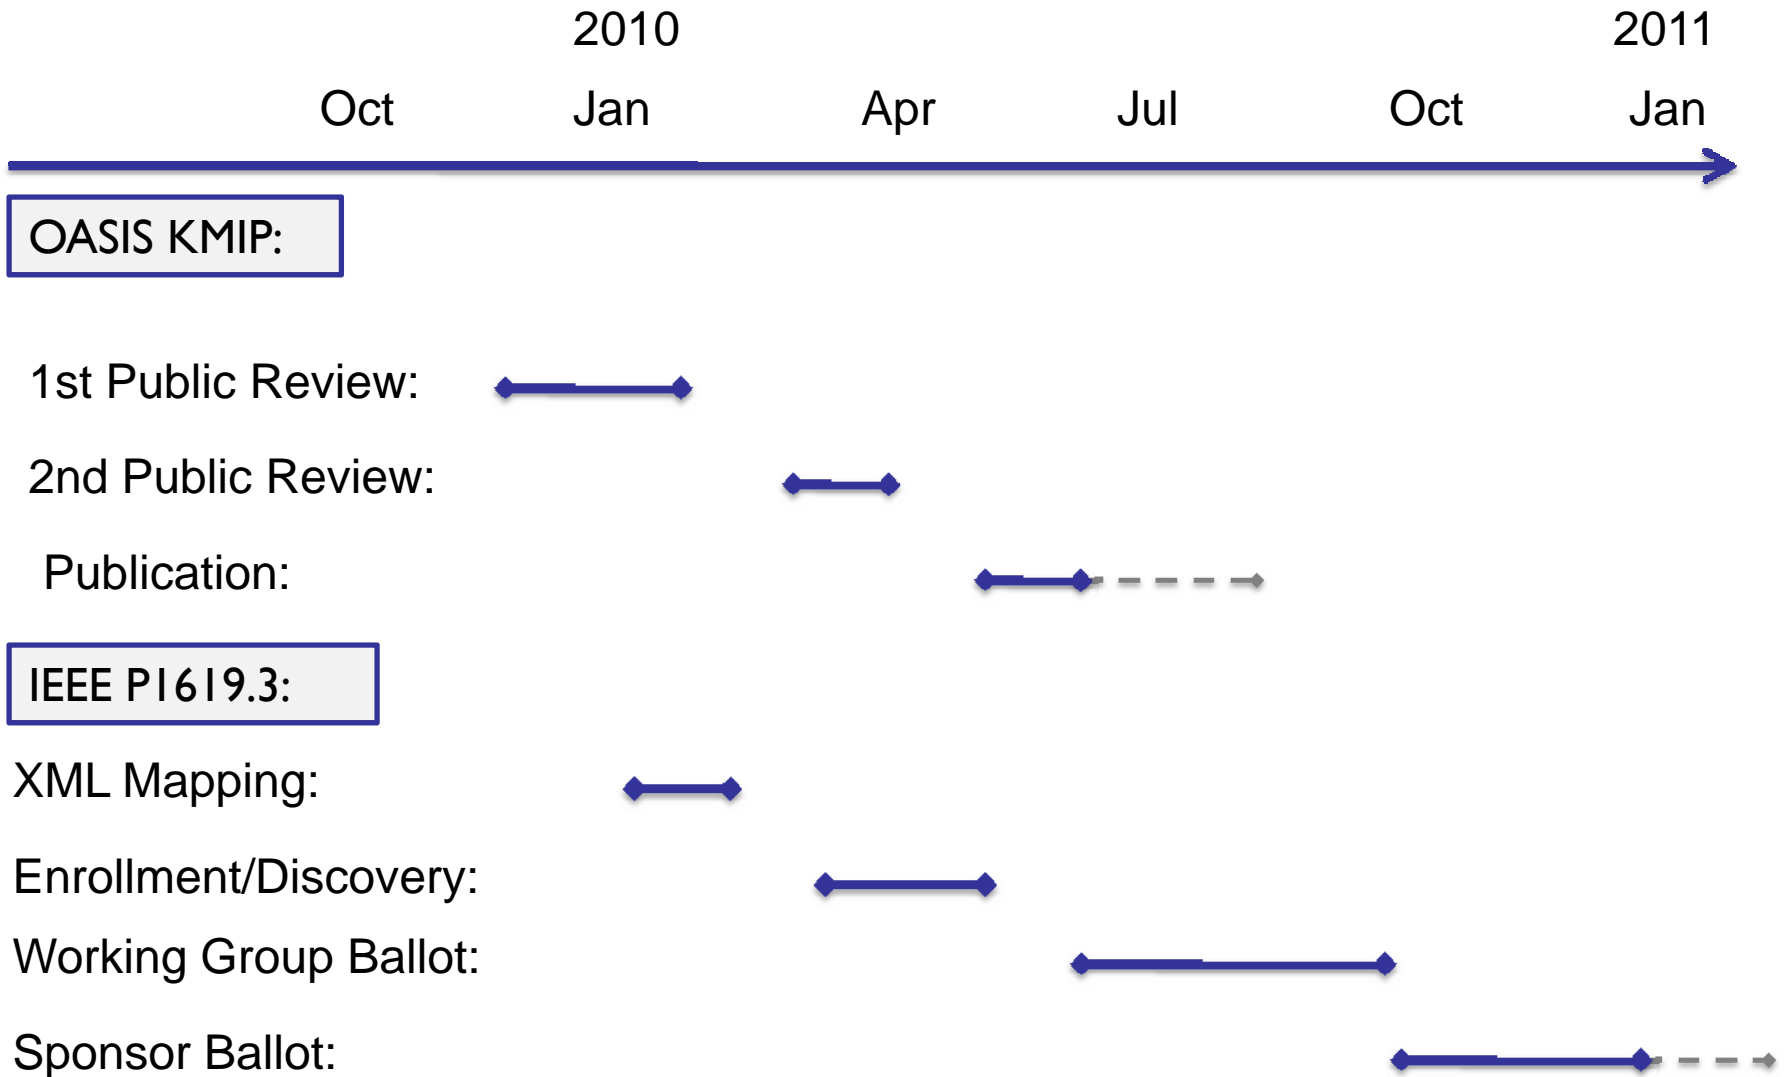 2010 2011
Oct Jan Apr Jul Oct Jan
OASIS KMIP:
1st Public Review:
2nd Public Review:
Publication:
IEEE P1619.3:
XML Mapping:
Enrollment/Discovery:
Working Group Ballot:
Sponsor Ballot: